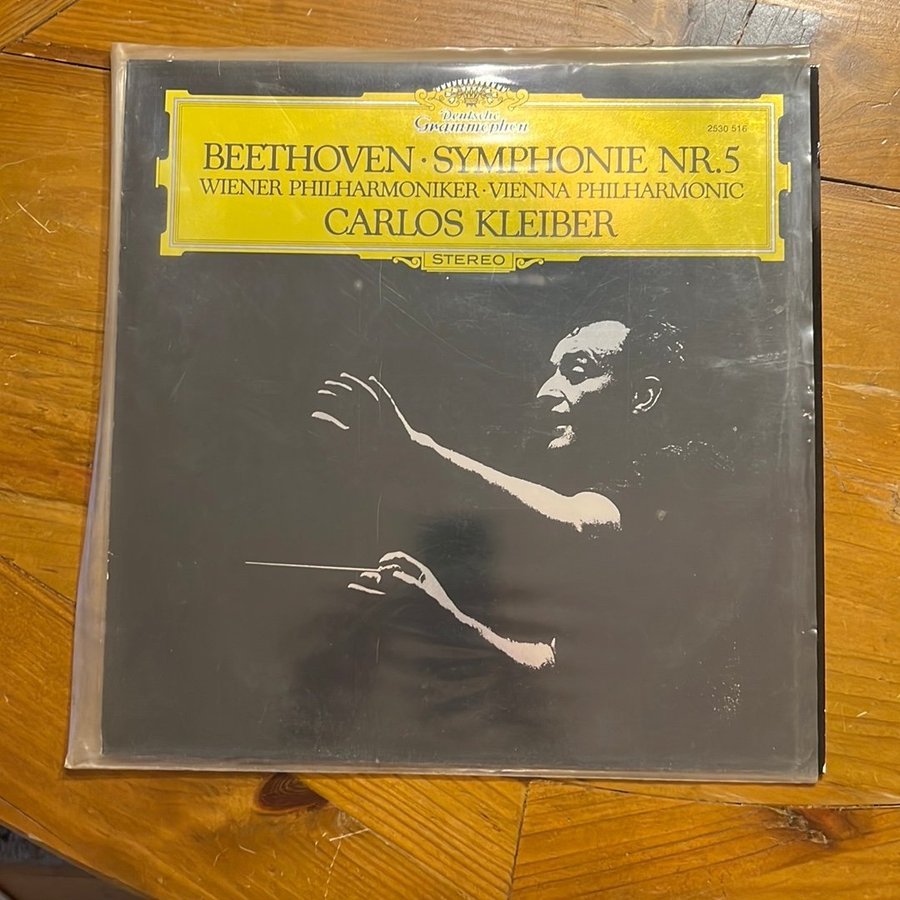 Deutsche
Grammophon
2530 516
BEETHOVEN · SYMPHONIE NR.5
WIENER PHILHARMONIKER · VIENNA PHILHARMONIC
CARLOS KLEIBER
STEREO